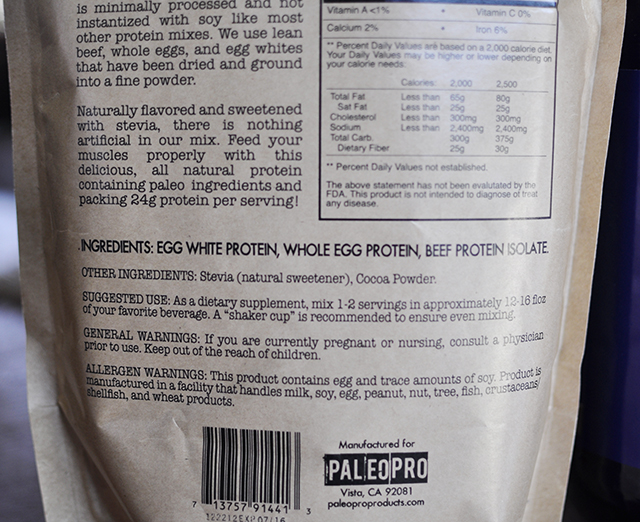 is minimally processed and not
instantized with soy like most
other protein mixes. We use lean
beef, whole eggs, and egg whites
that have been dried and ground
into a fine powder.
Naturally flavored and sweetened
with stevia, there is nothing
artificial in our mix. Feed your
muscles properly with this
delicious, all natural protein
containing paleo ingredients and
packing 24g protein per serving!
Vitamin A <1% • Vitamin C 0%
Calcium 2% • Iron 6%
** Percent Daily Values are based on a 2,000 calorie diet.
Your Daily Values may be higher or lower depending on
your calorie needs:
Calories: 2,000 2,500
Total Fat Less than 65g 80g
Sat Fat Less than 25g 25g
Cholesterol Less than 300mg 300mg
Sodium Less than 2,400mg 2,400mg
Total Carb. 300g 375g
Dietary Fiber 25g 30g
** Percent Daily Values not established.
The above statement has not been evalutated by the
FDA. This product is not intended to diagnose or treat
any disease.
INGREDIENTS: EGG WHITE PROTEIN, WHOLE EGG PROTEIN, BEEF PROTEIN ISOLATE.
OTHER INGREDIENTS: Stevia (natural sweetener), Cocoa Powder.
SUGGESTED USE: As a dietary supplement, mix 1-2 servings in approximately 12-16 floz
of your favorite beverage. A “shaker cup” is recommended to ensure even mixing.
GENERAL WARNINGS: If you are currently pregnant or nursing, consult a physician
prior to use. Keep out of the reach of children.
ALLERGEN WARNINGS: This product contains egg and trace amounts of soy. Product is
manufactured in a facility that handles milk, soy, egg, peanut, nut, tree, fish, crustaceans/
shellfish, and wheat products.
7 13757 91441 3
122212EXP07/16
Manufactured for
PALEOPRO
Vista, CA 92081
paleoproproducts.com